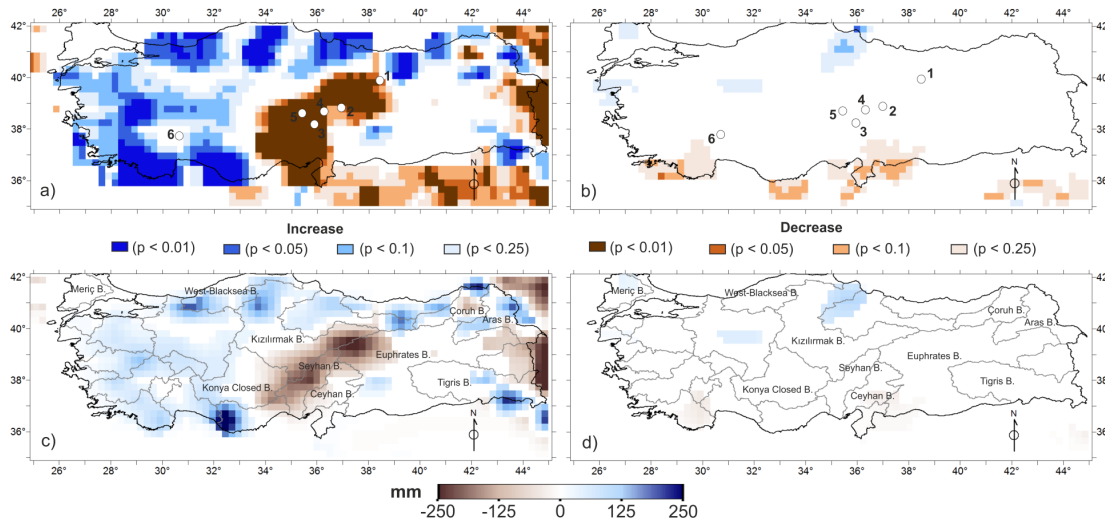 26° 28° 30° 32° 34° 36° 38° 40° 42° 44°
26° 28° 30° 32° 34° 36° 38° 40° 42° 44°
42° 42°
40° 1 40° 1
4 4
5 2 5 2
38° 3 38° 3
6 6
N N
36° a) 36° b)
Increase Decrease
(p < 0.01) (p < 0.05) (p < 0.1) (p < 0.25) (p < 0.01) (p < 0.05) (p < 0.1) (p < 0.25)
42° 42°
Meriç B. West-Blacksea B. Çoruh B. Aras B.
Meriç B. West-Blacksea B. Çoruh B. Aras B.
40° Kızılırmak B. Euphrates B. 40° Kızılırmak B. Euphrates B.
Seyhan B. Seyhan B.
38° Konya Closed B. Ceyhan B. Tigris B. 38° Konya Closed B. Ceyhan B. Tigris B.
N N
36° c) 36° d)
26° 28° 30° 32° 34° 36° 38° 40° 42° 44°
26° 28° 30° 32° 34° 36° 38° 40° 42° 44°
mm
-250 -125 0 125 250